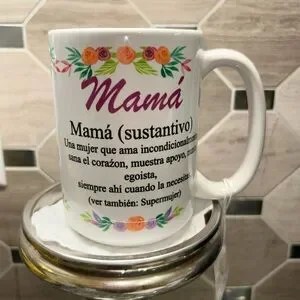 Mamá
Mamá (sustantivo)
Una mujer que ama incondicionalmente
sana el corazón, muestra apoyo,
egoista,
siempre ahí cuando la necesita
(ver también: Supermujer)